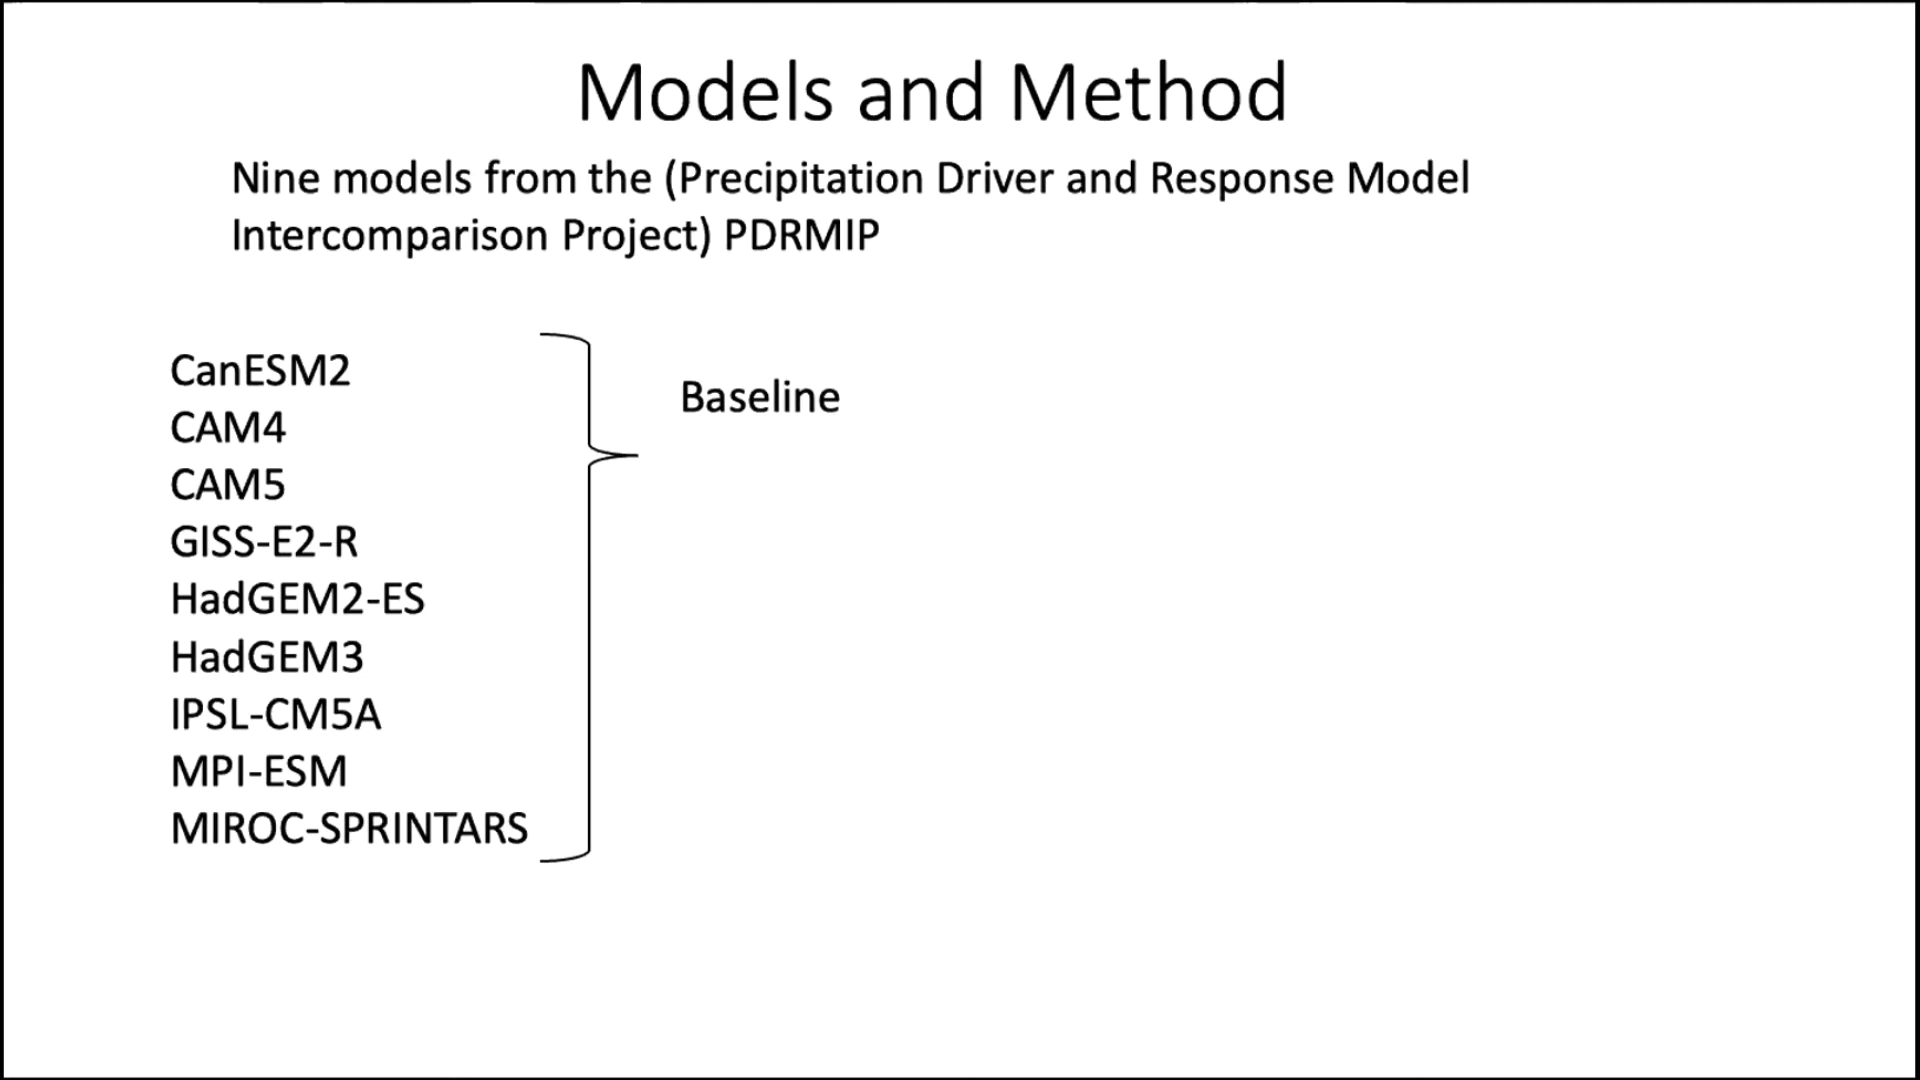 Models and Method
Nine models from the (Precipitation Driver and Response Model
Intercomparison Project) PDRMIP
CanESM2
CAM4
CAM5
GISS-E2-R
HadGEM2-ES
HadGEM3
IPSL-CM5A
MPI-ESM
MIROC-SPRINTARS
Baseline